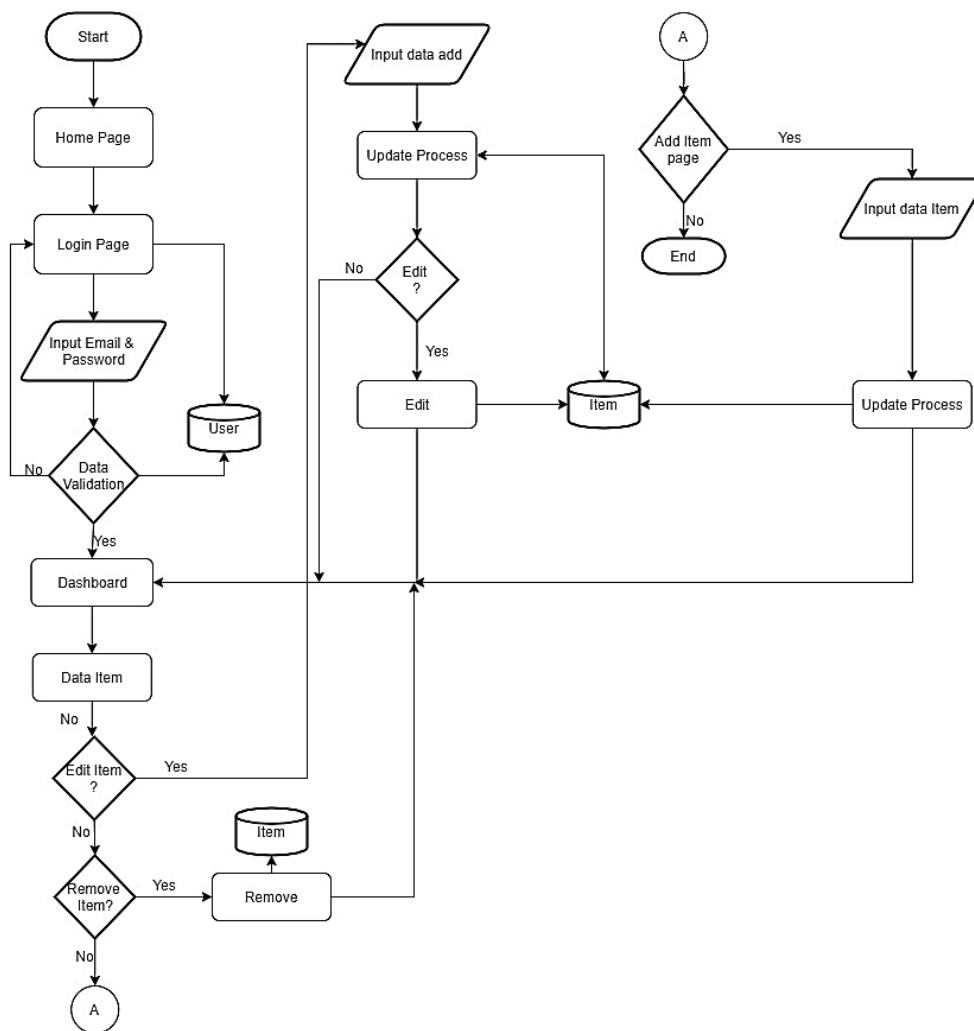 Start
Home Page
Login Page
Input Email &
Password
User
No
Data
Validation
Yes
Dashboard
Data Item
No
Edit Item
?
Yes
No
Remove
Item?
Yes
Item
Remove
No
A
Input data add
Update Process
No
Edit
?
Yes
Edit
Item
A
Add Item
page
Yes
No
End
Input data Item
Update Process